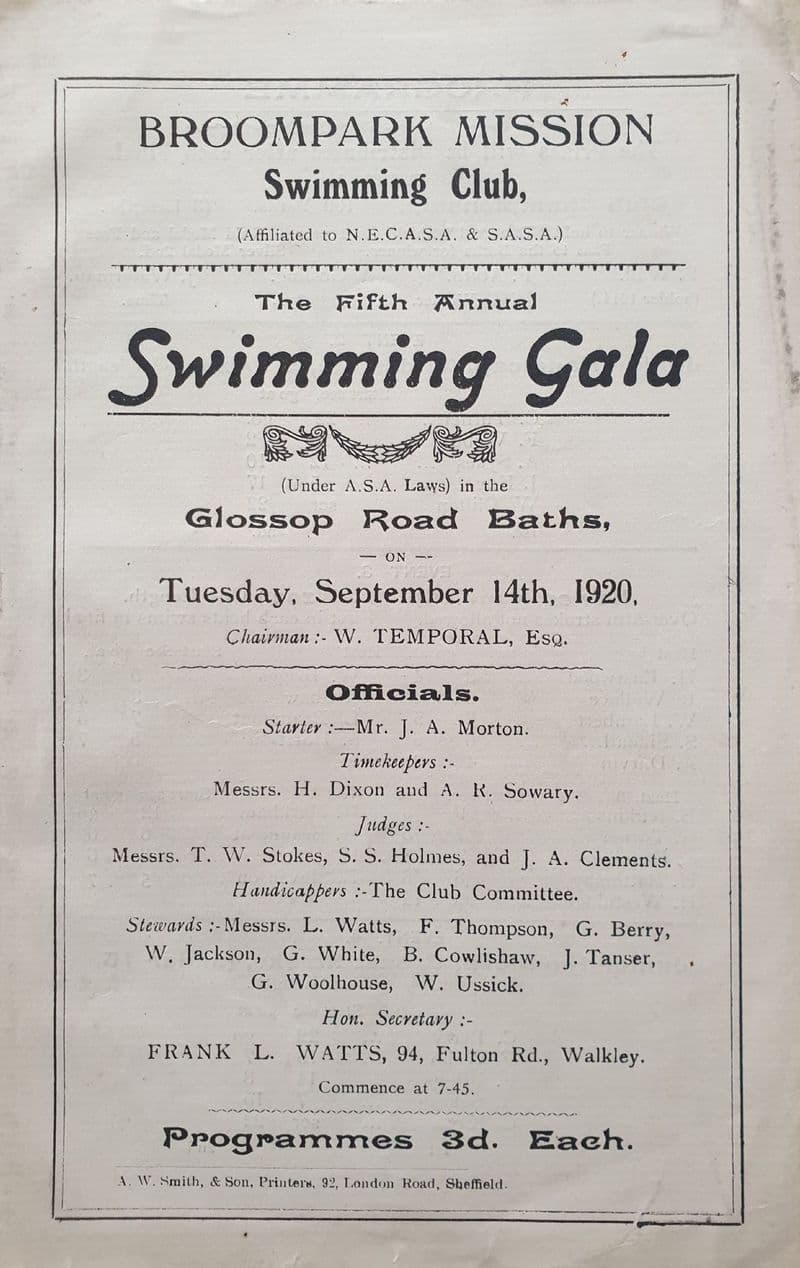 BROOMPARK MISSION
Swimming Club,
(Affiliated to N.E.C.A.S.A. & S.A.S.A.)
The Fifth Annual
Swimming Gala
(Under A.S.A. Laws) in the
Glossop Road Baths,
— ON —
Tuesday, September 14th, 1920,
Chairman :- W. TEMPORAL, Esq.
Officials.
Starter :—Mr. J. A. Morton.
Timekeepers :-
Messrs. H. Dixon and A. R. Sowary.
Judges :-
Messrs. T. W. Stokes, S. S. Holmes, and J. A. Clements.
Handicappers :-The Club Committee.
Stewards :-Messrs. L. Watts, F. Thompson, G. Berry,
W. Jackson, G. White, B. Cowlishaw, J. Tanser,
G. Woolhouse, W. Ussick.
Hon. Secretary :-
FRANK L. WATTS, 94, Fulton Rd., Walkley.
Commence at 7-45.
Programmes 3d. Each.
A. W. Smith, & Son, Printers, 92, London Road, Sheffield.